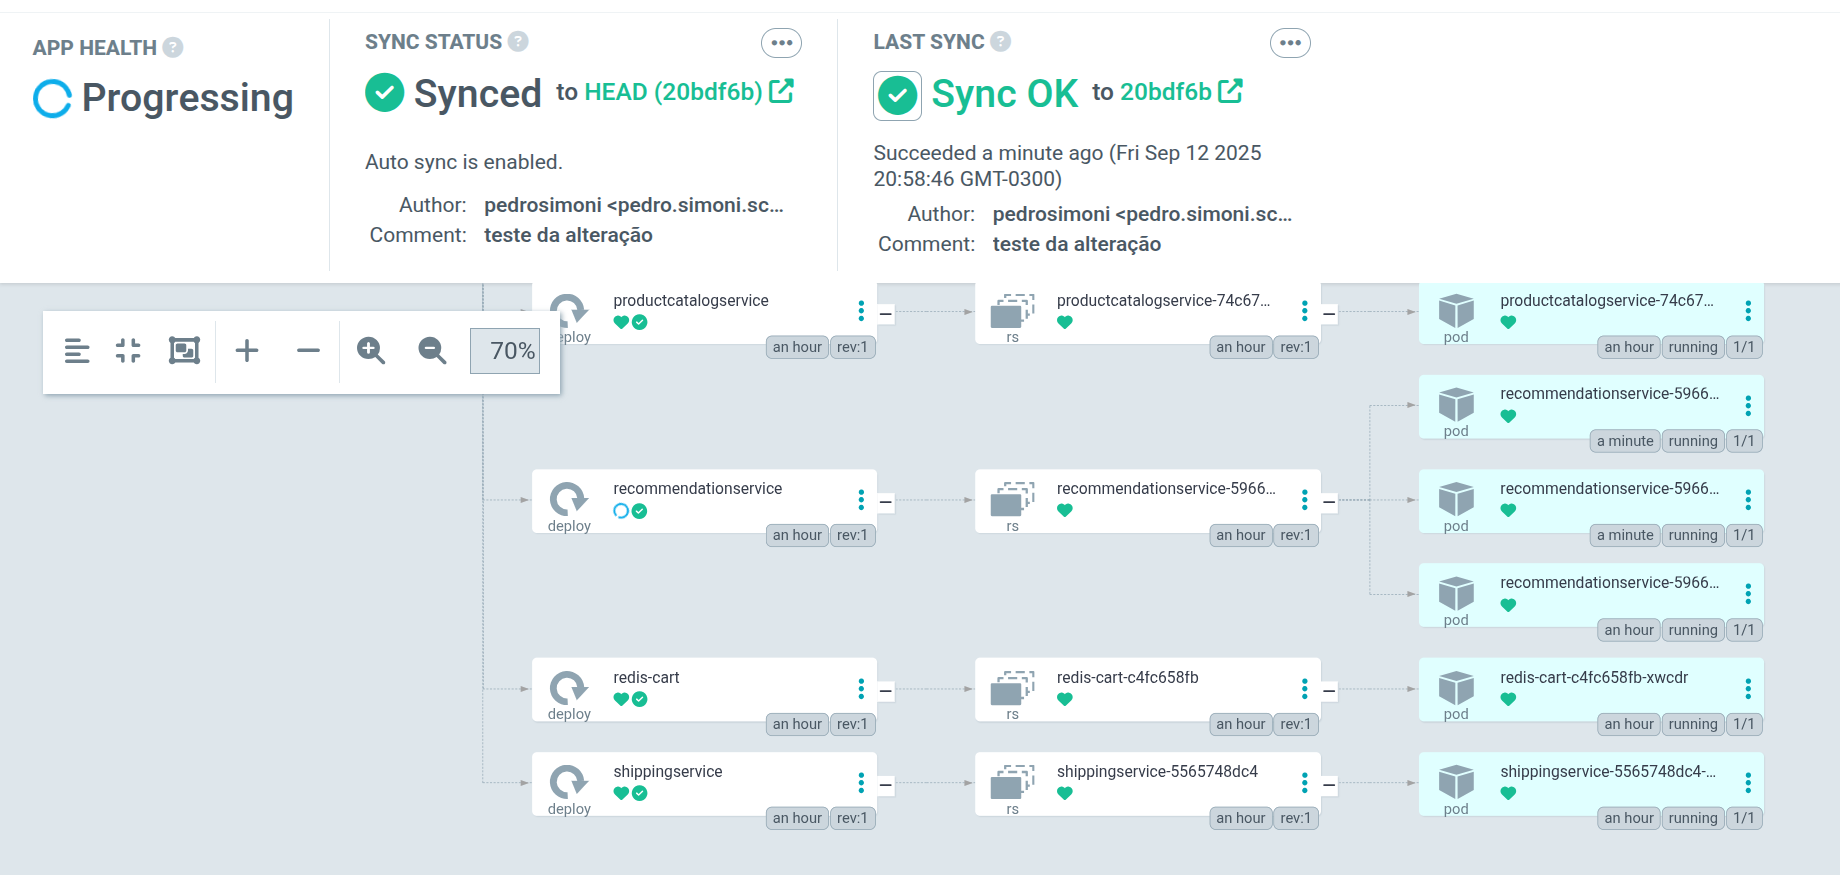 APP HEALTH ?
Progressing
SYNC STATUS ?
Synced to HEAD (20bdf6b)
Auto sync is enabled.
Author: pedrosimoni <pedro.simoni.sc...
Comment: teste da alteração
LAST SYNC ?
Sync OK to 20bdf6b
Succeeded a minute ago (Fri Sep 12 2025
20:58:46 GMT-0300)
Author: pedrosimoni <pedro.simoni.sc...
Comment: teste da alteração
70%
productcatalogservice
deploy
an hour rev:1
productcatalogservice-74c67...
rs
an hour rev:1
productcatalogservice-74c67...
pod
an hour running 1/1
recommendationservice-5966...
pod
a minute running 1/1
recommendationservice
deploy
an hour rev:1
recommendationservice-5966...
rs
an hour rev:1
recommendationservice-5966...
pod
a minute running 1/1
recommendationservice-5966...
pod
an hour running 1/1
redis-cart
deploy
an hour rev:1
redis-cart-c4fc658fb
rs
an hour rev:1
redis-cart-c4fc658fb-xwcdr
pod
an hour running 1/1
shippingservice
deploy
an hour rev:1
shippingservice-5565748dc4
rs
an hour rev:1
shippingservice-5565748dc4-...
pod
an hour running 1/1